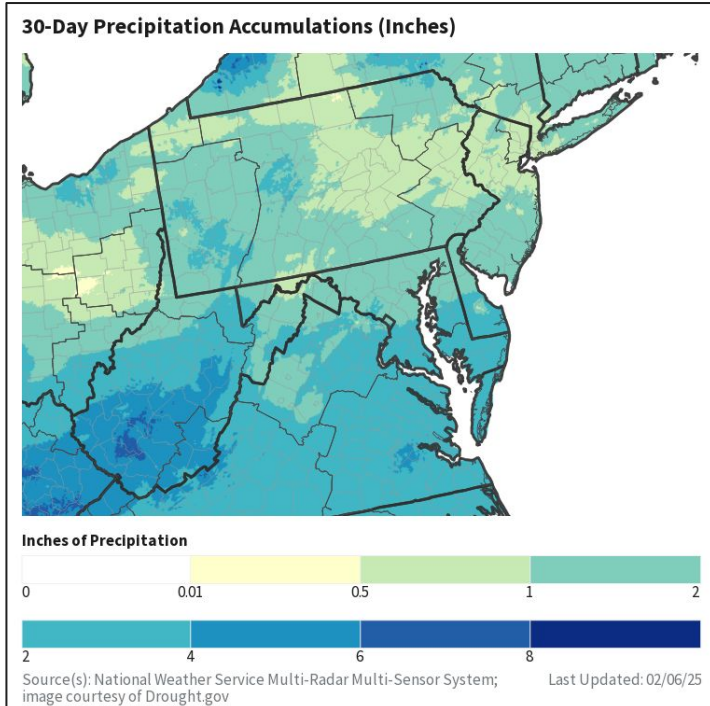 30-Day Precipitation Accumulations (Inches)
Inches of Precipitation
0 0.01 0.5 1 2
2 4 6 8
Source(s): National Weather Service Multi-Radar Multi-Sensor System; Last Updated: 02/06/25
image courtesy of Drought.gov